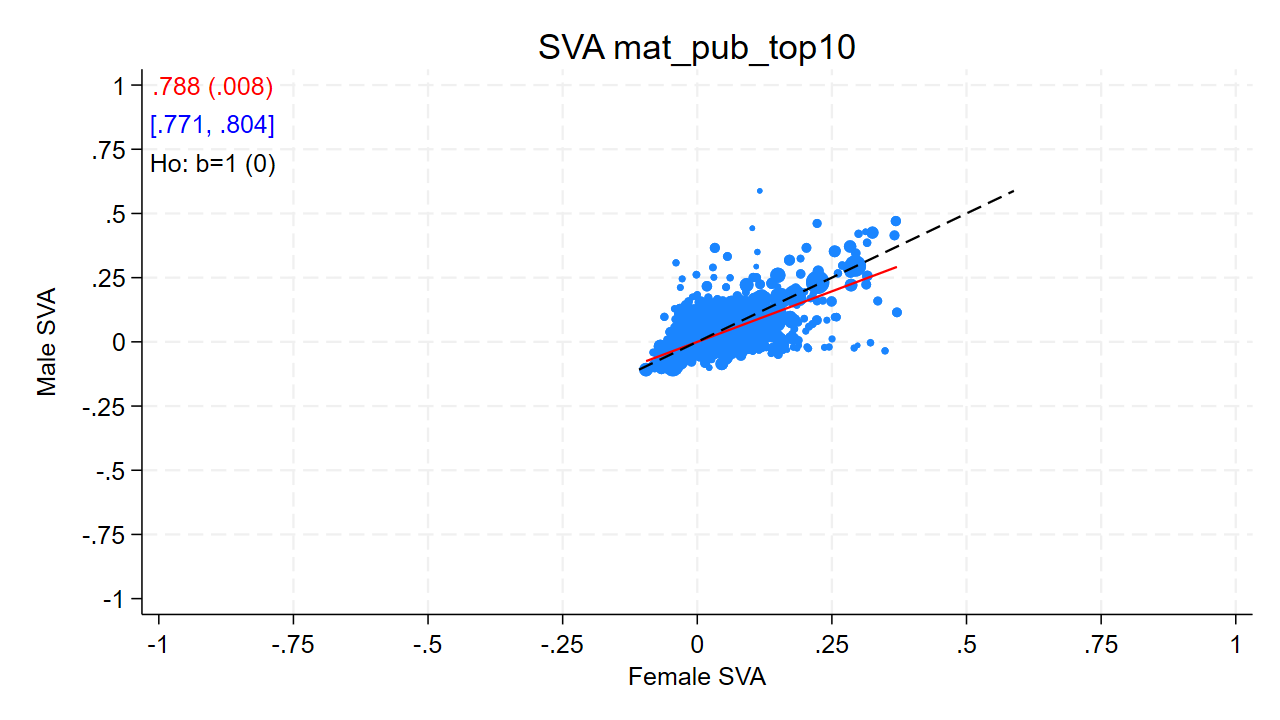 SVA mat_pub_top10
.788 (.008)
[.771, .804]
Ho: b=1 (0)
1
.75
.5
.25
0
-.25
-.5
-.75
-1
Male SVA
-1 -.75 -.5 -.25 0 .25 .5 .75 1
Female SVA